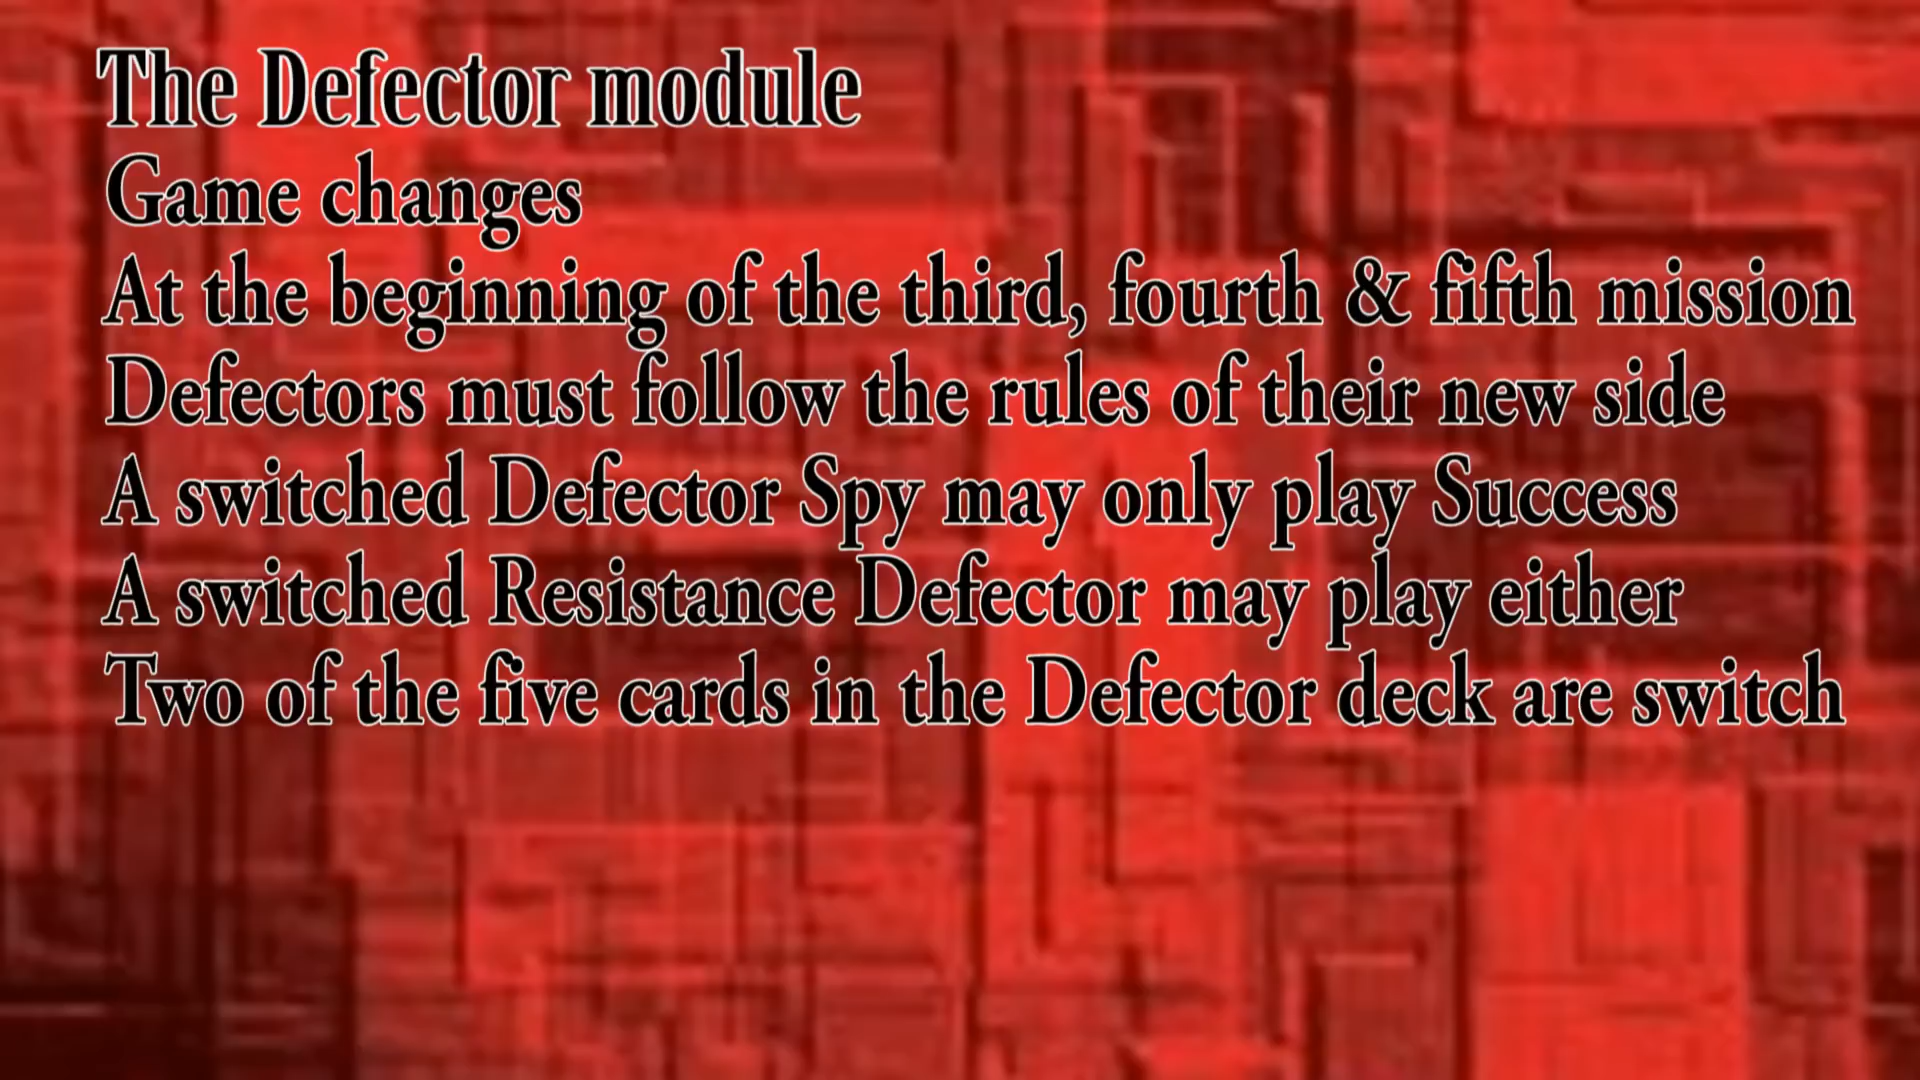 The Defector module
Game changes
At the beginning of the third, fourth & fifth mission
Defectors must follow the rules of their new side
A switched Defector Spy may only play Success
A switched Resistance Defector may play either
Two of the five cards in the Defector deck are switch